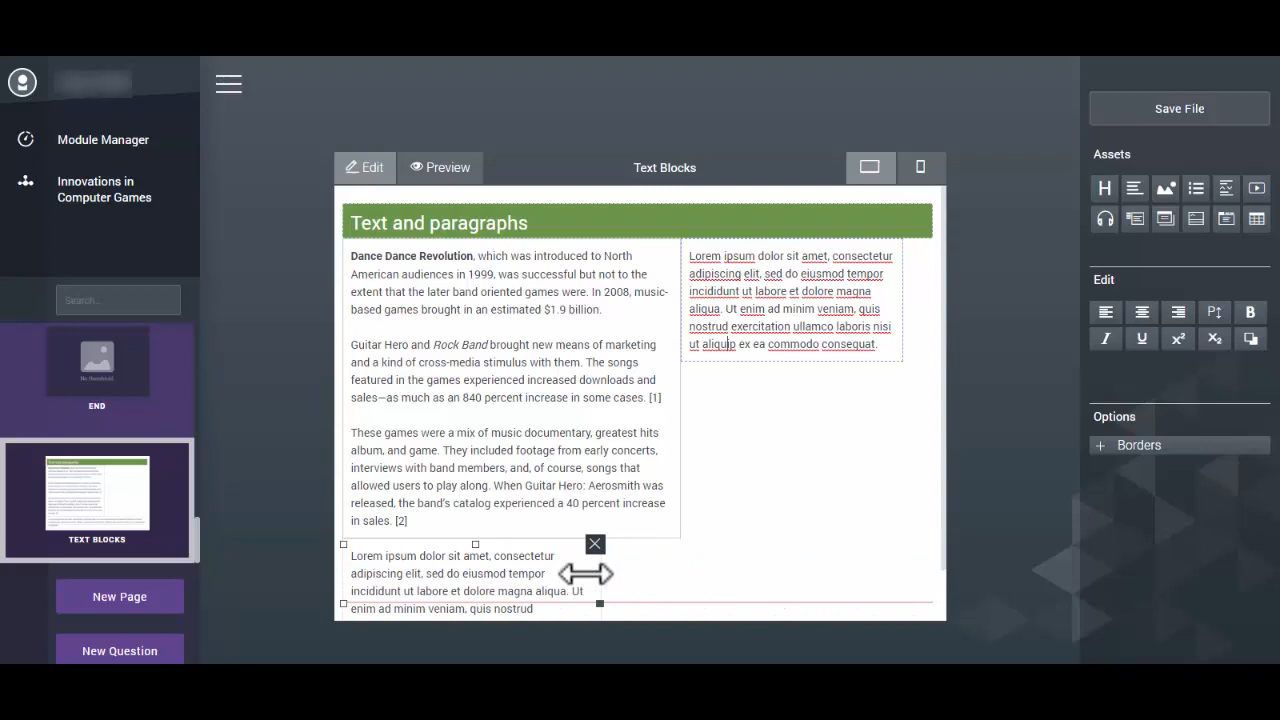 Module Manager
Innovations in
Computer Games
Search...
No thumbnail
END
TEXT BLOCKS
New Page
New Question
Edit
Preview
Text Blocks
Text and paragraphs
Dance Dance Revolution, which was introduced to North
American audiences in 1999, was successful but not to the
extent that the later band oriented games were. In 2008, music-
based games brought in an estimated $1.9 billion.
Guitar Hero and Rock Band brought new means of marketing
and a kind of cross-media stimulus with them. The songs
featured in the games experienced increased downloads and
sales—as much as an 840 percent increase in some cases. [1]
These games were a mix of music documentary, greatest hits
album, and game. They included footage from early concerts,
interviews with band members, and, of course, songs that
allowed users to play along. When Guitar Hero: Aerosmith was
released, the band's catalog experienced a 40 percent increase
in sales. [2]
Lorem ipsum dolor sit amet, consectetur
adipiscing elit, sed do eiusmod tempor
incididunt ut labore et dolore magna aliqua. Ut
enim ad minim veniam, quis nostrud
Lorem ipsum dolor sit amet, consectetur
adipiscing elit, sed do eiusmod tempor
incididunt ut labore et dolore magna
aliqua. Ut enim ad minim veniam, quis
nostrud exercitation ullamco laboris nisi
ut aliquip ex ea commodo consequat.
Save File
Assets
H
Edit
P
B
I
U
X²
X₂
Options
+ Borders